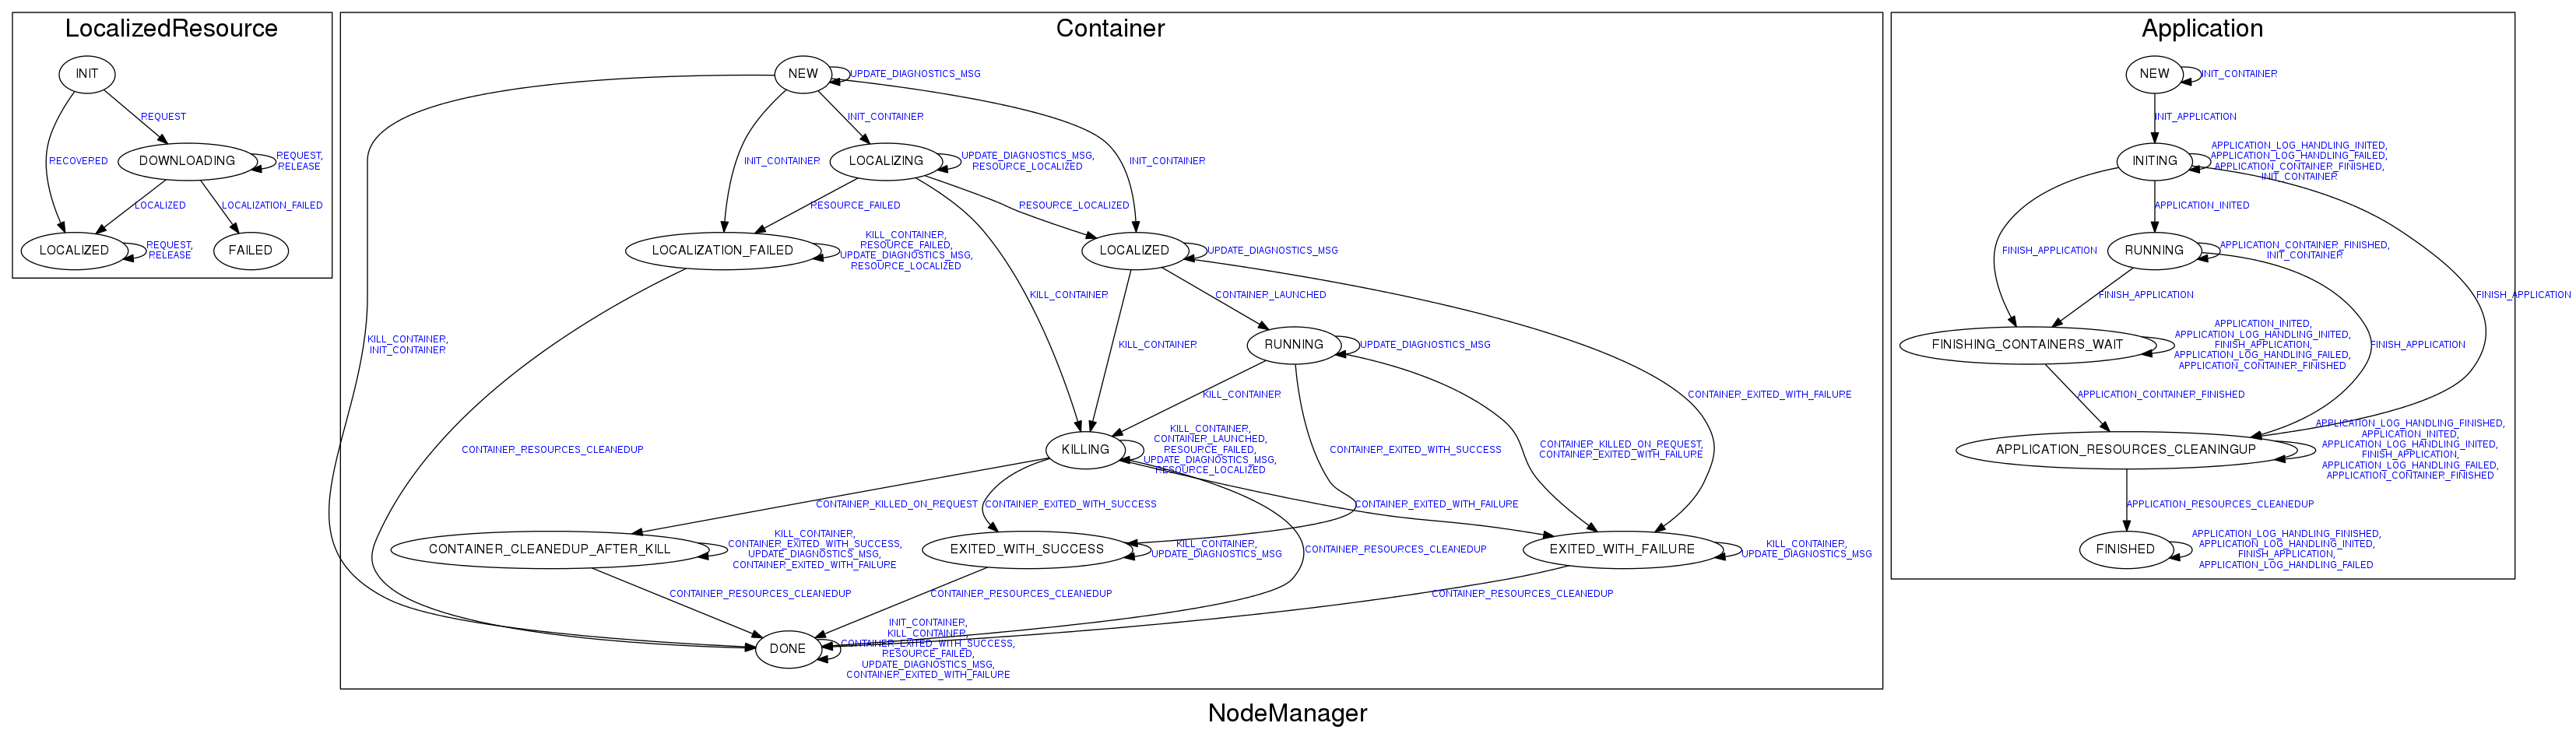 LocalizedResource
INIT
REQUEST
RECOVERED
DOWNLOADING
REQUEST,
RELEASE
LOCALIZED
LOCALIZATION_FAILED
LOCALIZED
REQUEST,
RELEASE
FAILED
Container
NEW
UPDATE_DIAGNOSTICS_MSG
INIT_CONTAINER
INIT_CONTAINER
LOCALIZING
UPDATE_DIAGNOSTICS_MSG,
RESOURCE_LOCALIZED
INIT_CONTAINER
RESOURCE_FAILED
RESOURCE_LOCALIZED
LOCALIZATION_FAILED
KILL_CONTAINER,
RESOURCE_FAILED,
UPDATE_DIAGNOSTICS_MSG,
RESOURCE_LOCALIZED
LOCALIZED
UPDATE_DIAGNOSTICS_MSG
KILL_CONTAINER
CONTAINER_LAUNCHED
KILL_CONTAINER,
INIT_CONTAINER
KILL_CONTAINER
RUNNING
UPDATE_DIAGNOSTICS_MSG
KILL_CONTAINER
CONTAINER_EXITED_WITH_FAILURE
CONTAINER_RESOURCES_CLEANEDUP
KILLING
KILL_CONTAINER,
CONTAINER_LAUNCHED,
RESOURCE_FAILED,
UPDATE_DIAGNOSTICS_MSG,
RESOURCE_LOCALIZED
CONTAINER_EXITED_WITH_SUCCESS
CONTAINER_KILLED_ON_REQUEST,
CONTAINER_EXITED_WITH_FAILURE
CONTAINER_KILLED_ON_REQUEST
CONTAINER_EXITED_WITH_SUCCESS
CONTAINER_EXITED_WITH_FAILURE
CONTAINER_CLEANEDUP_AFTER_KILL
KILL_CONTAINER,
CONTAINER_EXITED_WITH_SUCCESS,
UPDATE_DIAGNOSTICS_MSG,
CONTAINER_EXITED_WITH_FAILURE
EXITED_WITH_SUCCESS
KILL_CONTAINER,
UPDATE_DIAGNOSTICS_MSG
CONTAINER_RESOURCES_CLEANEDUP
EXITED_WITH_FAILURE
KILL_CONTAINER,
UPDATE_DIAGNOSTICS_MSG
CONTAINER_RESOURCES_CLEANEDUP
CONTAINER_RESOURCES_CLEANEDUP
CONTAINER_RESOURCES_CLEANEDUP
DONE
INIT_CONTAINER,
KILL_CONTAINER,
CONTAINER_EXITED_WITH_SUCCESS,
RESOURCE_FAILED,
UPDATE_DIAGNOSTICS_MSG,
CONTAINER_EXITED_WITH_FAILURE
Application
NEW
INIT_CONTAINER
INIT_APPLICATION
INITING
APPLICATION_LOG_HANDLING_INITED,
APPLICATION_LOG_HANDLING_FAILED,
APPLICATION_CONTAINER_FINISHED,
INIT_CONTAINER
APPLICATION_INITED
FINISH_APPLICATION
RUNNING
APPLICATION_CONTAINER_FINISHED,
INIT_CONTAINER
FINISH_APPLICATION
FINISH_APPLICATION
FINISHING_CONTAINERS_WAIT
APPLICATION_INITED,
APPLICATION_LOG_HANDLING_INITED,
FINISH_APPLICATION,
APPLICATION_LOG_HANDLING_FAILED,
APPLICATION_CONTAINER_FINISHED
FINISH_APPLICATION
APPLICATION_CONTAINER_FINISHED
APPLICATION_RESOURCES_CLEANINGUP
APPLICATION_LOG_HANDLING_FINISHED,
APPLICATION_INITED,
APPLICATION_LOG_HANDLING_INITED,
FINISH_APPLICATION,
APPLICATION_LOG_HANDLING_FAILED,
APPLICATION_CONTAINER_FINISHED
APPLICATION_RESOURCES_CLEANEDUP
FINISHED
APPLICATION_LOG_HANDLING_FINISHED,
APPLICATION_LOG_HANDLING_INITED,
FINISH_APPLICATION,
APPLICATION_LOG_HANDLING_FAILED
NodeManager